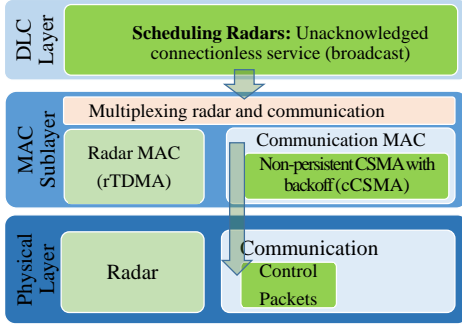 DLC
Layer
Scheduling Radars: Unacknowledged
connectionless service (broadcast)
MAC
Sublayer
Multiplexing radar and communication
Radar MAC
(rTDMA)
Communication MAC
Non-persistent CSMA with
backoff (cCSMA)
Physical
Layer
Radar
Communication
Control
Packets